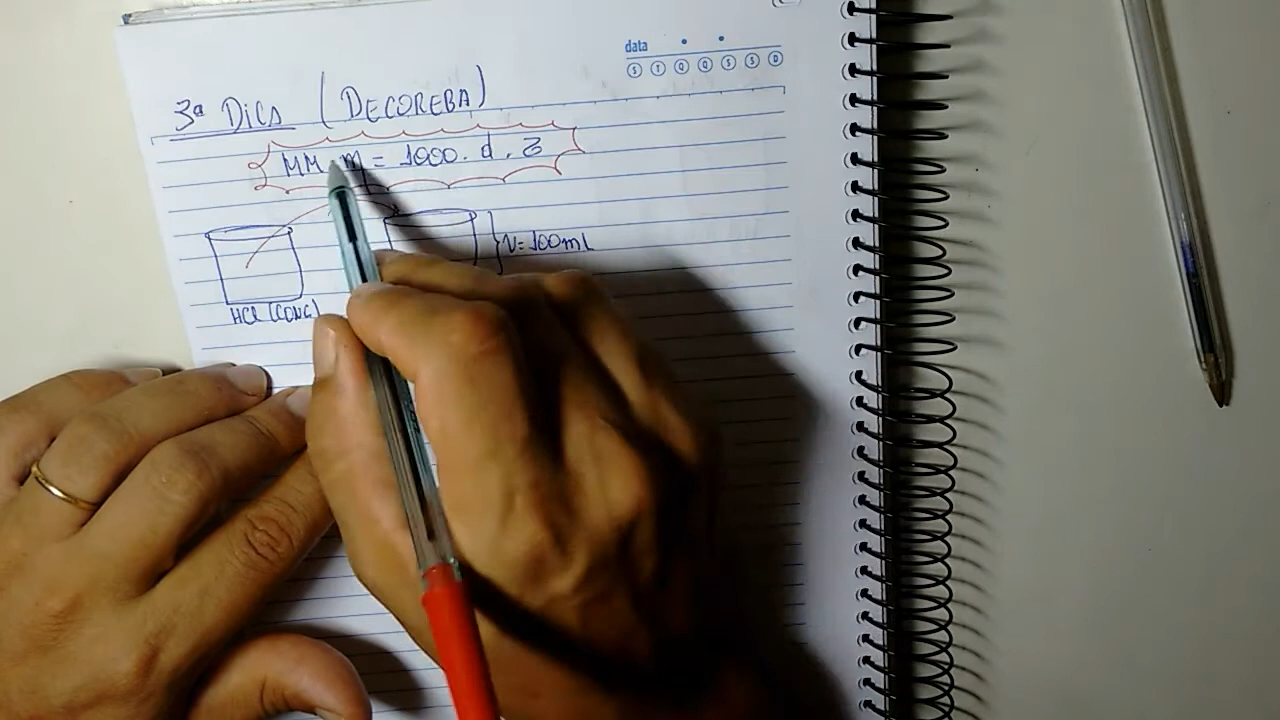 data
S T Q Q S S D
3ª DICA (DECOREBA)
MM . m = 1000 . d . %
V=100ml
HCl (CONC)